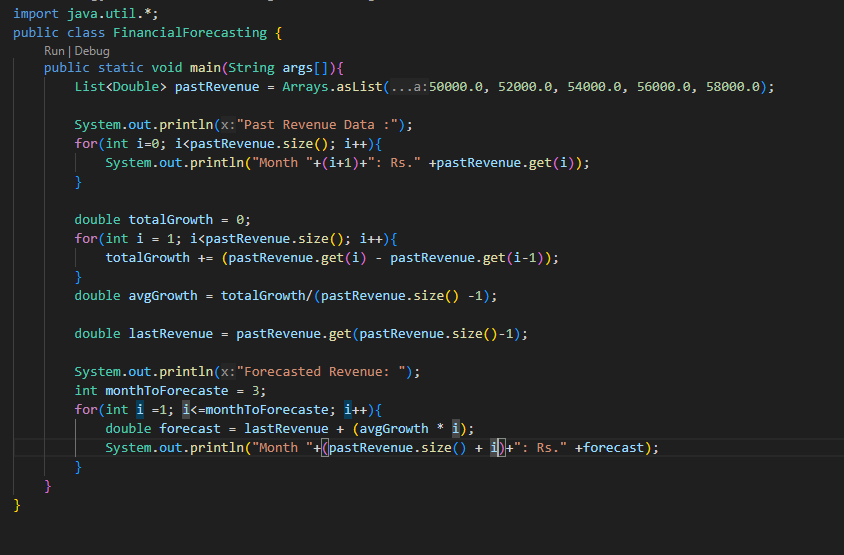 import java.util.*;
public class FinancialForecasting {
Run | Debug
public static void main(String args[]){
List<Double> pastRevenue = Arrays.asList(...a:50000.0, 52000.0, 54000.0, 56000.0, 58000.0);
System.out.println(x:"Past Revenue Data :");
for(int i=0; i<pastRevenue.size(); i++){
System.out.println("Month "+(i+1)+": Rs." +pastRevenue.get(i));
}
double totalGrowth = 0;
for(int i = 1; i<pastRevenue.size(); i++){
totalGrowth += (pastRevenue.get(i) - pastRevenue.get(i-1));
}
double avgGrowth = totalGrowth/(pastRevenue.size() -1);
double lastRevenue = pastRevenue.get(pastRevenue.size()-1);
System.out.println(x:"Forecasted Revenue: ");
int monthToForecaste = 3;
for(int i =1; i<=monthToForecaste; i++){
double forecast = lastRevenue + (avgGrowth * i);
System.out.println("Month "+(pastRevenue.size() + i)+": Rs." +forecast);
}
}
}